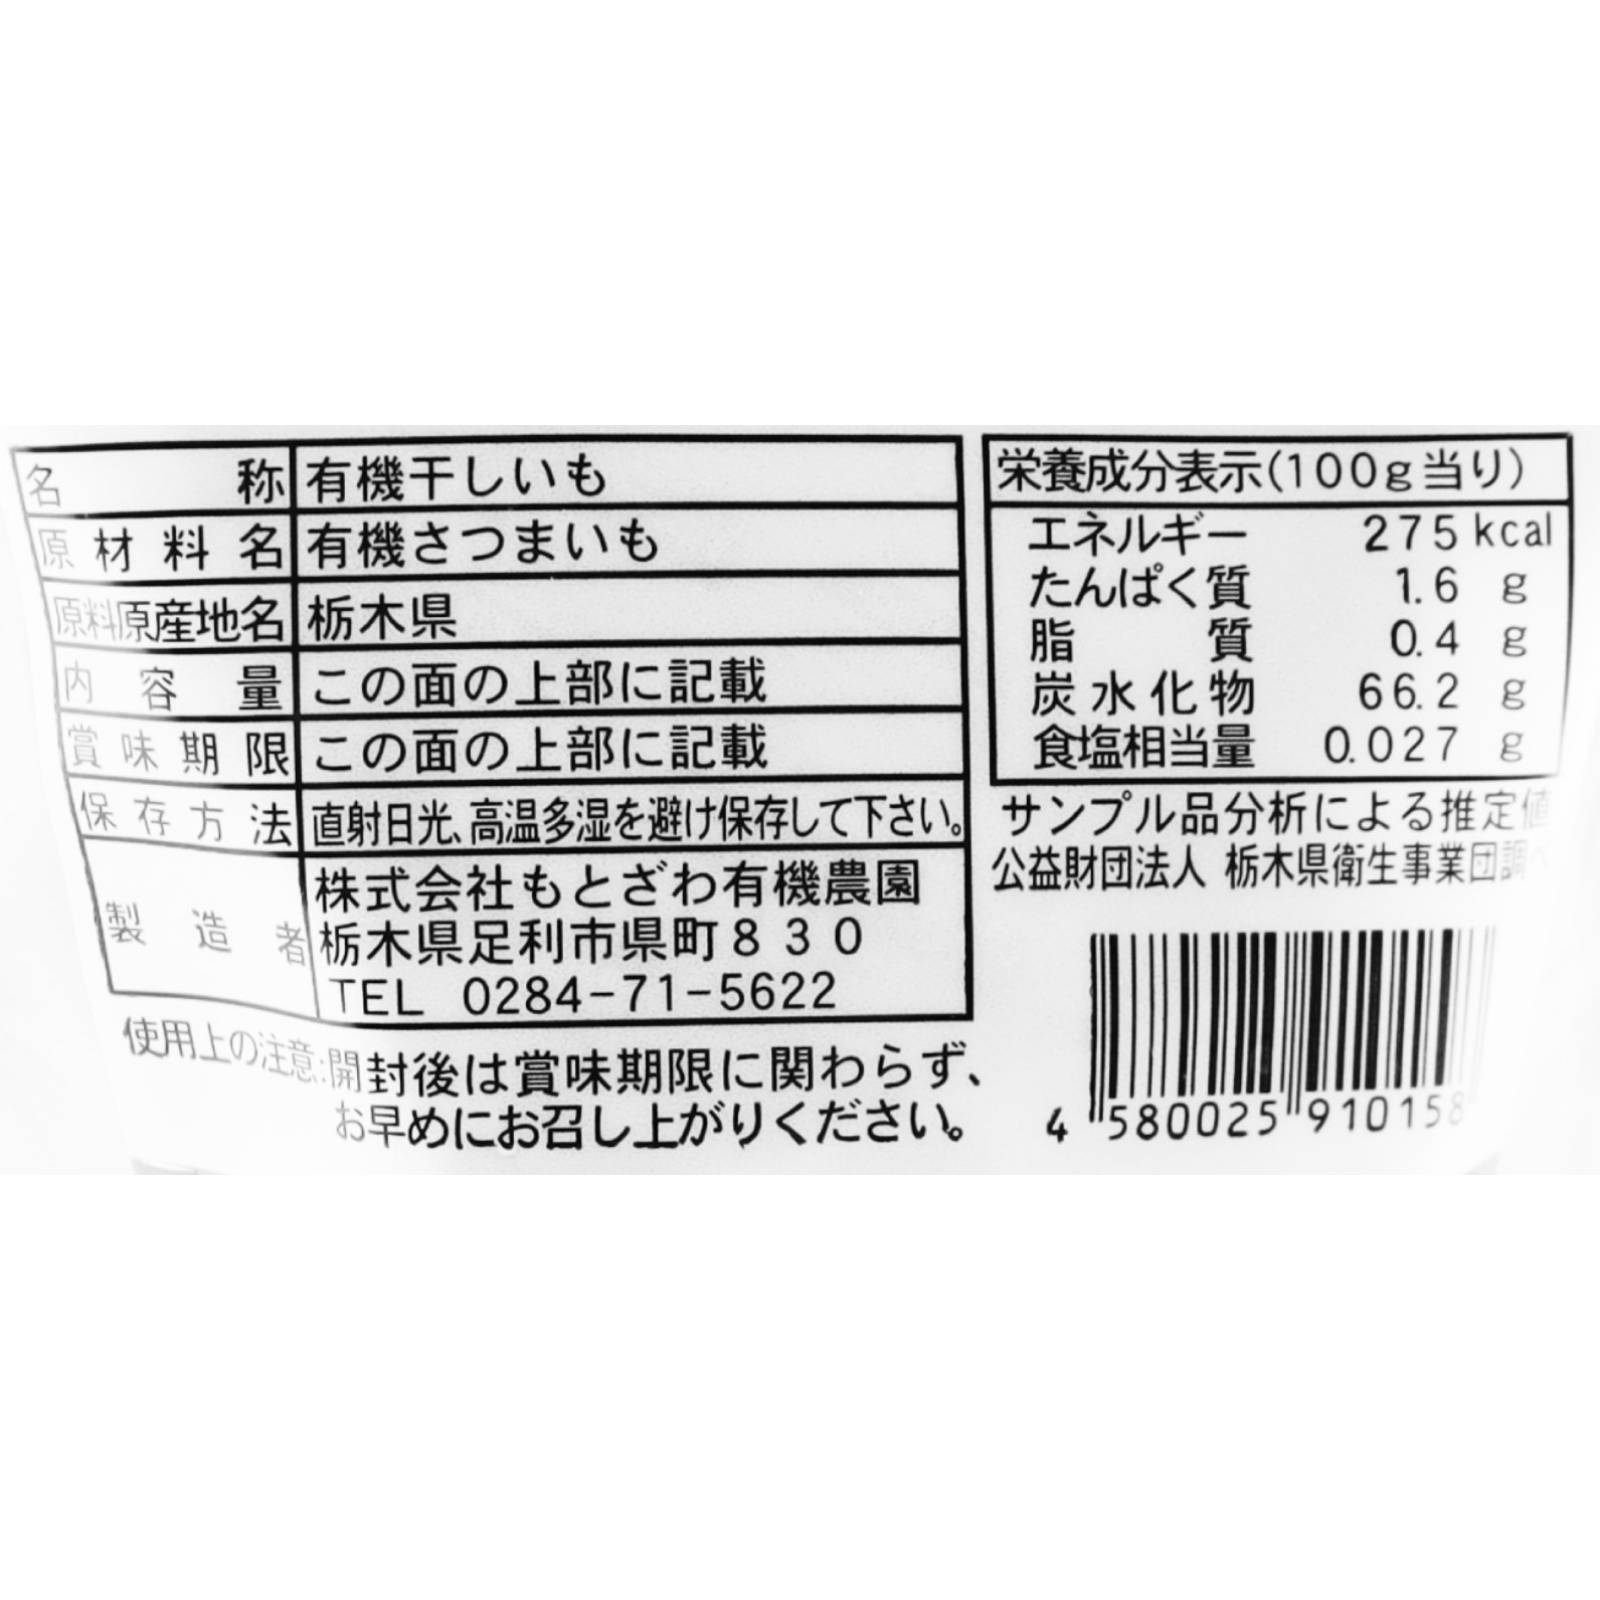 名称 有機干しいも
原材料名 有機さつまいも
原料原産地名 栃木県
内容量 この面の上部に記載
賞味期限 この面の上部に記載
保存方法 直射日光、高温多湿を避け保存して下さい。
製造者 株式会社もとざわ有機農園
栃木県足利市県町830
TEL 0284-71-5622
使用上の注意:開封後は賞味期限に関わらず、
お早めにお召し上がりください。
栄養成分表示(100g当り)
エネルギー 275kcal
たんぱく質 1.6 g
脂質 0.4 g
炭水化物 66.2 g
食塩相当量 0.027 g
サンプル品分析による推定値
公益財団法人 栃木県衛生事業団調べ
4 580025 910158